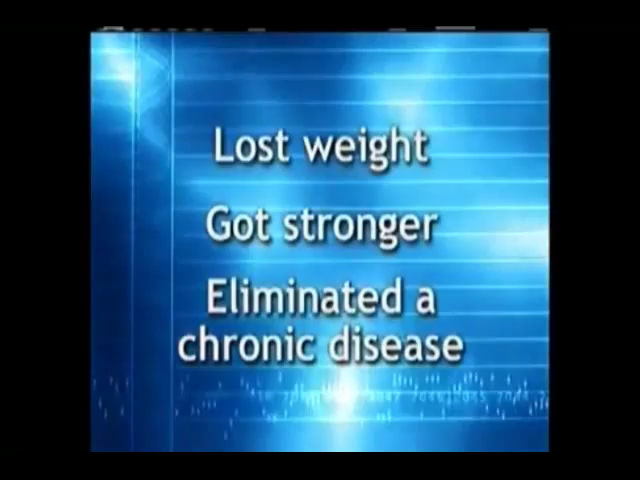 Lost weight
Got stronger
Eliminated a
chronic disease